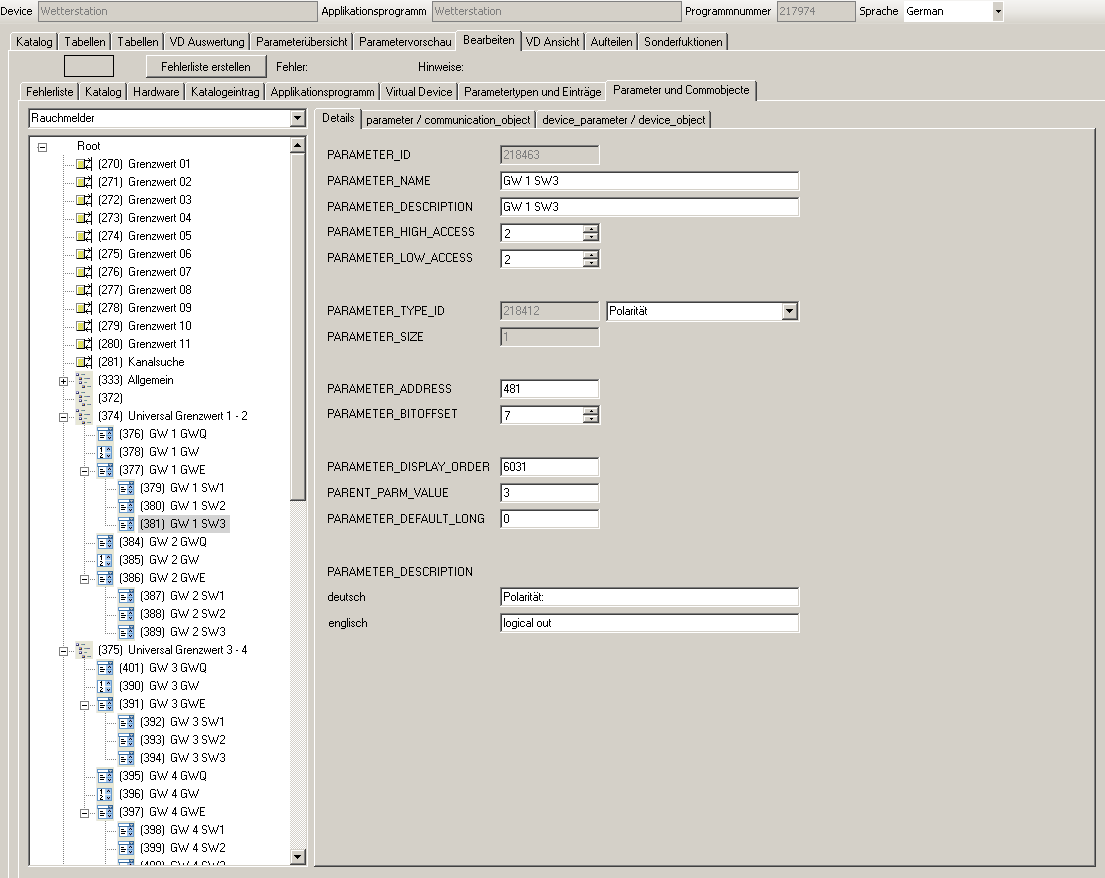 Device Wetterstation Applikationsprogramm Wetterstation Programmnummer 217974 Sprache German
Katalog Tabellen Tabellen VD Auswertung Parameterübersicht Parametervorschau Bearbeiten VD Ansicht Aufteilen Sonderfuktionen
Fehlerliste erstellen Fehler: Hinweise:
Fehlerliste Katalog Hardware Katalogeintrag Applikationsprogramm Virtual Device Parametertypen und Einträge Parameter und Commobjecte
Rauchmelder
Root
(270) Grenzwert 01
(271) Grenzwert 02
(272) Grenzwert 03
(273) Grenzwert 04
(274) Grenzwert 05
(275) Grenzwert 06
(276) Grenzwert 07
(277) Grenzwert 08
(278) Grenzwert 09
(279) Grenzwert 10
(280) Grenzwert 11
(281) Kanalsuche
(333) Allgemein
(372)
(374) Universal Grenzwert 1 - 2
(376) GW 1 GWQ
(378) GW 1 GW
(377) GW 1 GWE
(379) GW 1 SW1
(380) GW 1 SW2
(381) GW 1 SW3
(384) GW 2 GWQ
(385) GW 2 GW
(386) GW 2 GWE
(387) GW 2 SW1
(388) GW 2 SW2
(389) GW 2 SW3
(375) Universal Grenzwert 3 - 4
(401) GW 3 GWQ
(390) GW 3 GW
(391) GW 3 GWE
(392) GW 3 SW1
(393) GW 3 SW2
(394) GW 3 SW3
(395) GW 4 GWQ
(396) GW 4 GW
(397) GW 4 GWE
(398) GW 4 SW1
(399) GW 4 SW2
(400) GW 4 SW3
Details parameter / communication_object device_parameter / device_object
PARAMETER_ID 218463
PARAMETER_NAME GW 1 SW3
PARAMETER_DESCRIPTION GW 1 SW3
PARAMETER_HIGH_ACCESS 2
PARAMETER_LOW_ACCESS 2
PARAMETER_TYPE_ID 218412 Polarität
PARAMETER_SIZE 1
PARAMETER_ADDRESS 481
PARAMETER_BITOFFSET 7
PARAMETER_DISPLAY_ORDER 6031
PARENT_PARM_VALUE 3
PARAMETER_DEFAULT_LONG 0
PARAMETER_DESCRIPTION
deutsch Polarität:
englisch logical out